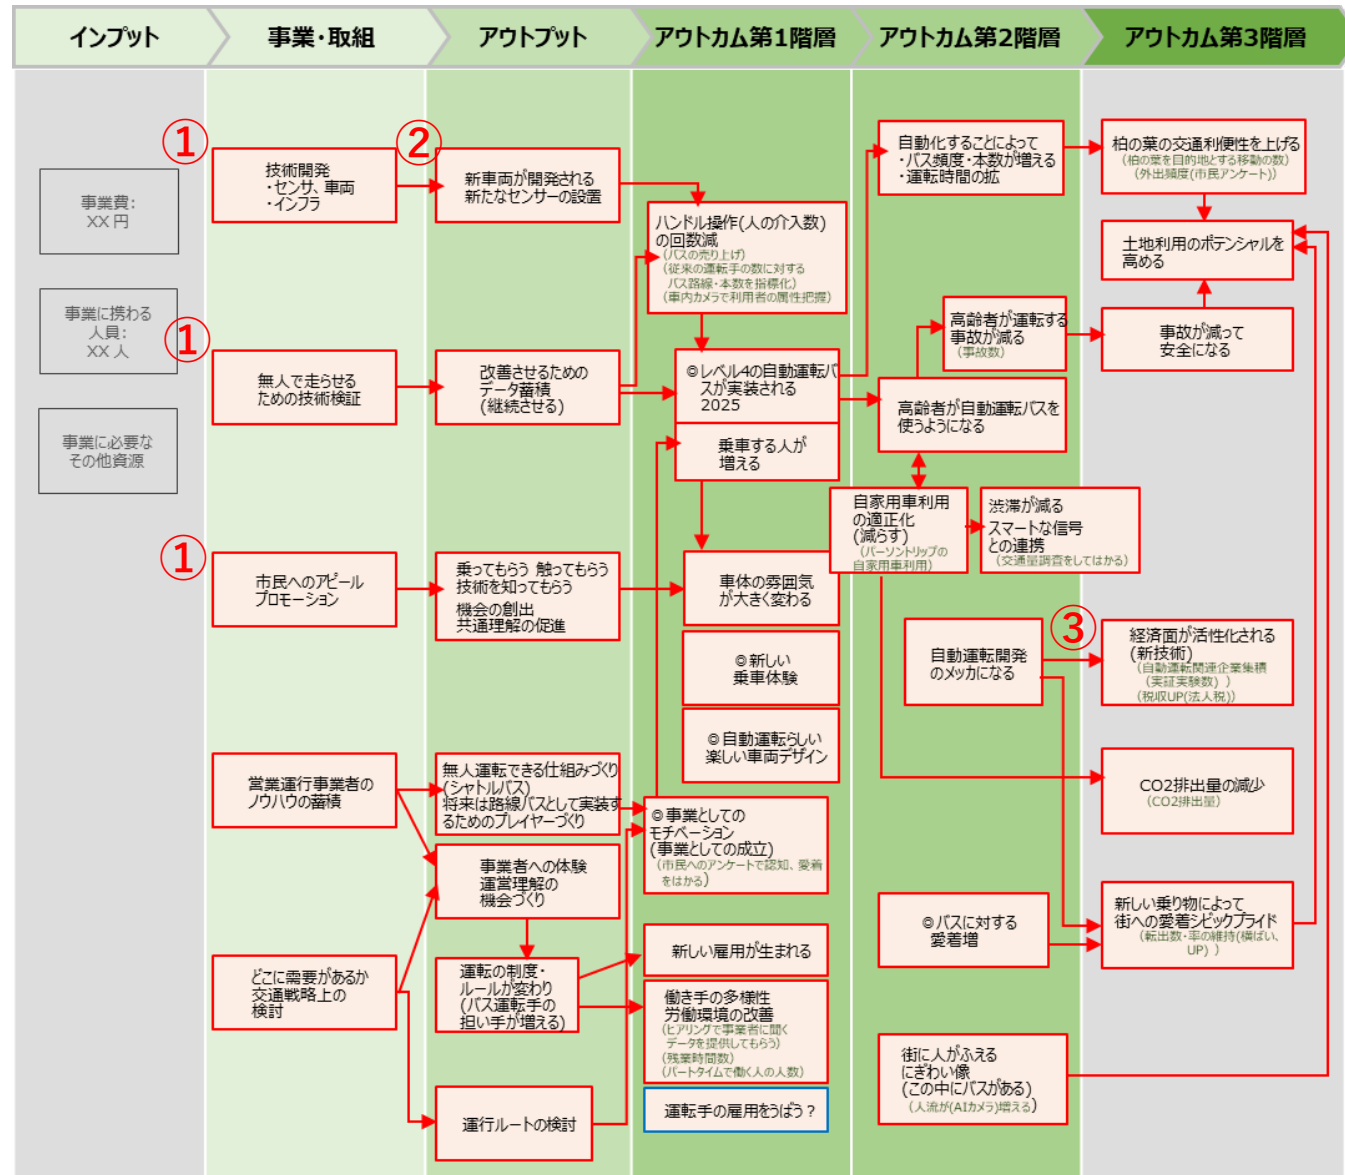 インプット
事業・取組
アウトプット
アウトカム第1階層
アウトカム第2階層
アウトカム第3階層
事業費：
XX 円
事業に携わる
人員：
XX 人
事業に必要な
その他資源
①
技術開発
・センサ、車両
・インフラ
①
無人で走らせる
ための技術検証
①
市民へのアピール
プロモーション
営業運行事業者の
ノウハウの蓄積
どこに需要があるか
交通戦略上の
検討
②
新車両が開発される
新たなセンサーの設置
改善させるための
データ蓄積
(継続させる)
乗ってもらう 触ってもらう
技術を知ってもらう
機会の創出
共通理解の促進
無人運転できる仕組みづくり
(シャトルバス)
将来は路線バスとして実装す
るためのプレイヤーづくり
事業者への体験
運営理解の
機会づくり
運転の制度・
ルールが変わり
(バス運転手の
担い手が増える)
運行ルートの検討
ハンドル操作(人の介入数)
の回数減
(バスの売り上げ)
(従来の運転手の数に対する
バス路線・本数を指標化)
(車内カメラで利用者の属性把握)
◎レベル4の自動運転バ
スが実装される
2025
乗車する人が
増える
車体の雰囲気
が大きく変わる
◎新しい
乗車体験
◎自動運転らしい
楽しい車両デザイン
◎事業としての
モチベーション
(事業としての成立)
(市民へのアンケートで認知、愛着
をはかる)
新しい雇用が生まれる
働き手の多様性
労働環境の改善
(ヒアリングで事業者に聞く
データを提供してもらう)
(残業時間数)
(パートタイムで働く人の人数)
運転手の雇用をうばう？
自動化することによって
・バス頻度・本数が増える
・運転時間の拡
高齢者が運転する
事故が減る
(事故数)
高齢者が自動運転バスを
使うようになる
自家用車利用
の適正化
(減らす)
(パーソントリップの
自家用車利用)
渋滞が減る
スマートな信号
との連携
(交通量調査をしてはかる)
自動運転開発
のメッカになる
◎バスに対する
愛着増
街に人がふえる
にぎわい像
(この中にバスがある)
(人流が(AIカメラ)増える)
柏の葉の交通利便性を上げる
(柏の葉を目的地とする移動の数)
(外出頻度(市民アンケート))
土地利用のポテンシャルを
高める
事故が減って
安全になる
③
経済面が活性化される
(新技術)
(自動運転関連企業集積
(実証実験数) )
(税収UP(法人税))
CO2排出量の減少
(CO2排出量)
新しい乗り物によって
街への愛着シビックプライド
(転出数・率の維持(横ばい、
UP) )